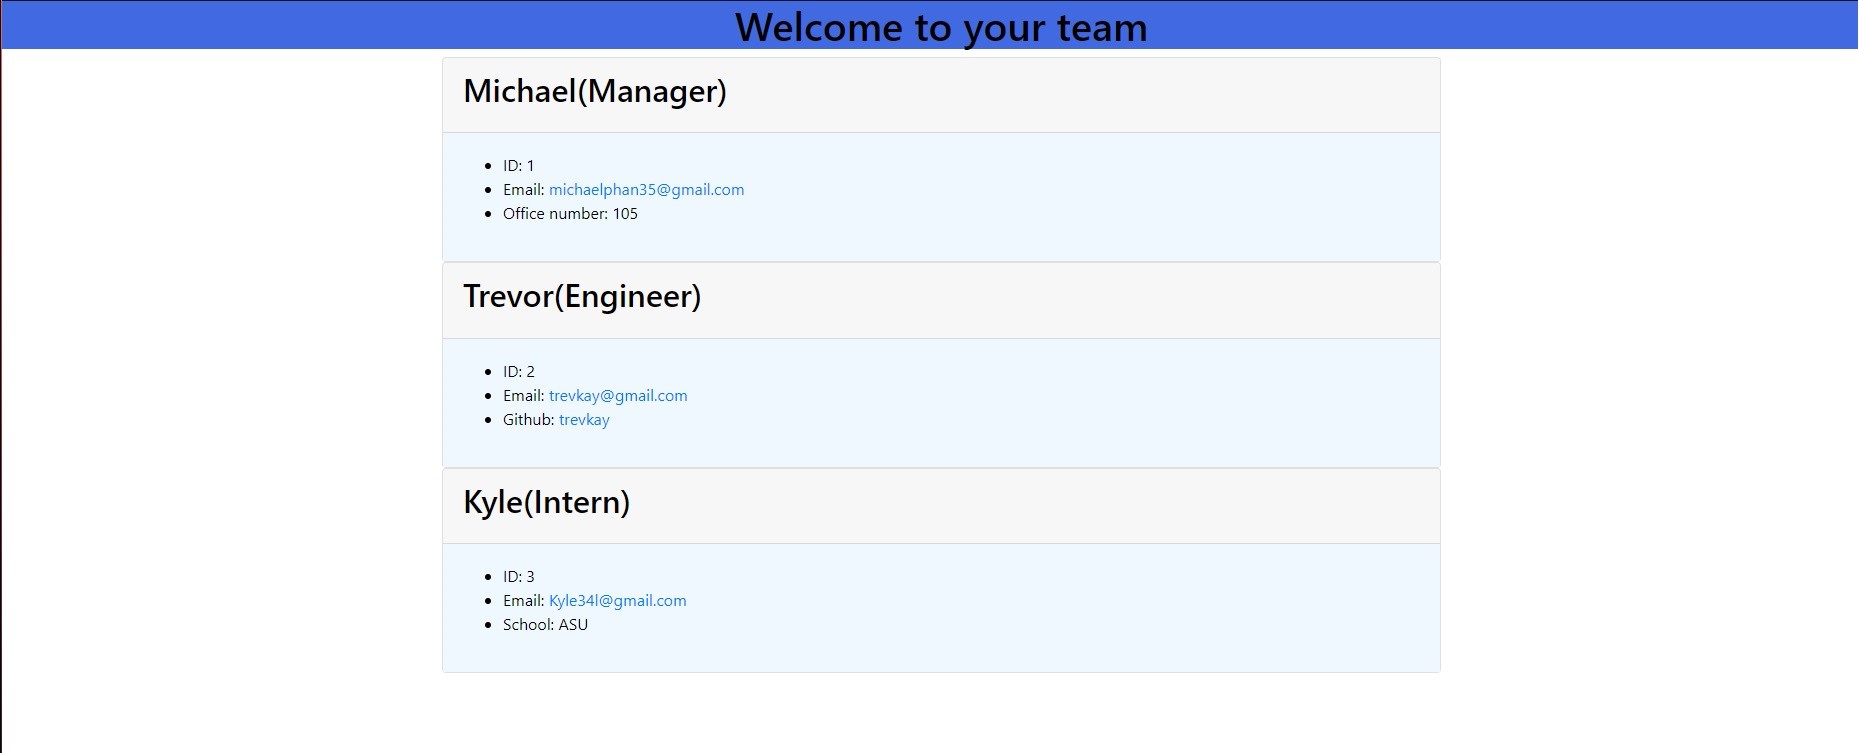 Welcome to your team
Michael(Manager)
ID: 1
Email: michaelphan35@gmail.com
Office number: 105
Trevor(Engineer)
ID: 2
Email: trevkay@gmail.com
Github: trevkay
Kyle(Intern)
ID: 3
Email: Kyle34l@gmail.com
School: ASU